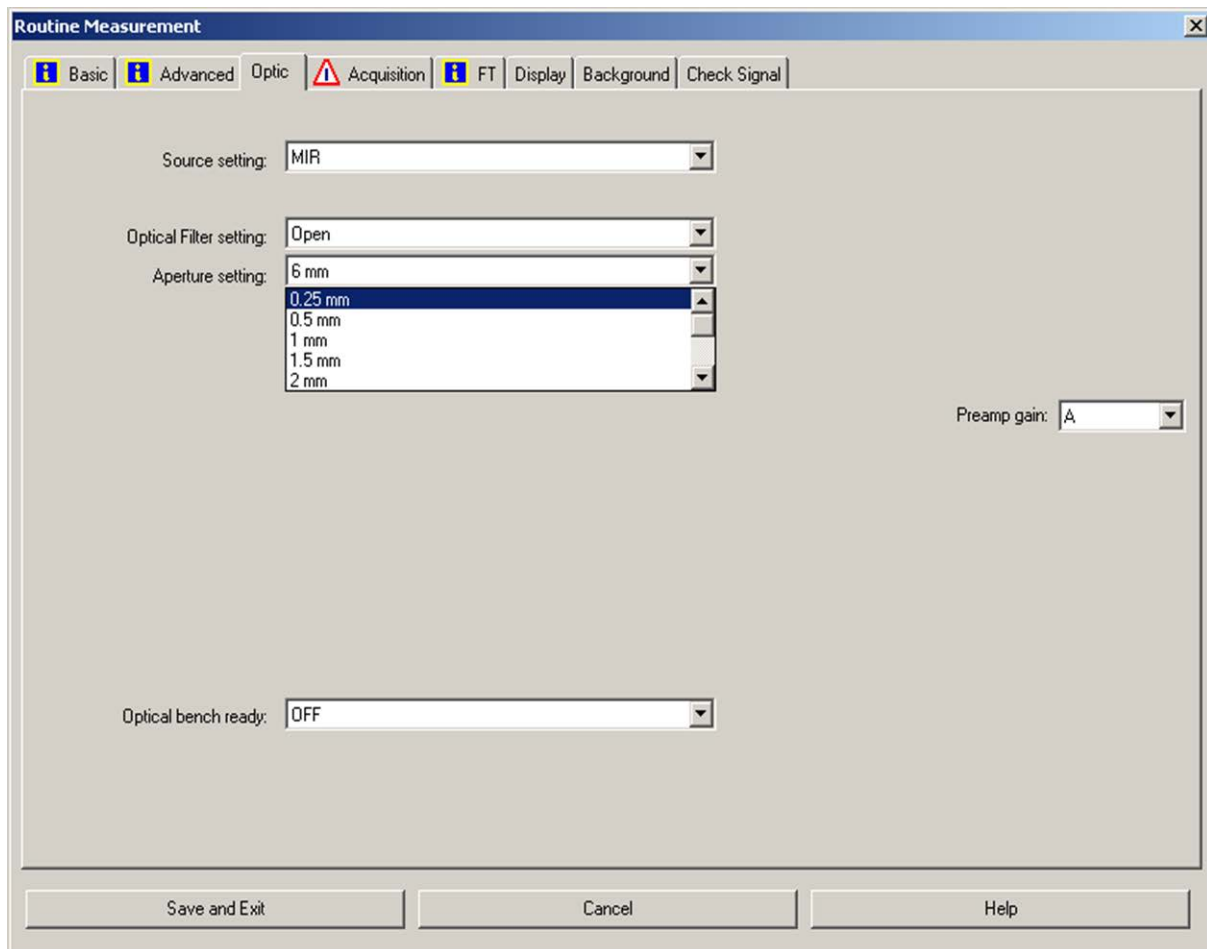 Routine Measurement
Basic Advanced Optic Acquisition FT Display Background Check Signal
Source setting: MIR
Optical Filter setting: Open
Aperture setting: 6 mm
0.25 mm
0.5 mm
1 mm
1.5 mm
2 mm
Preamp gain: A
Optical bench ready: OFF
Save and Exit Cancel Help